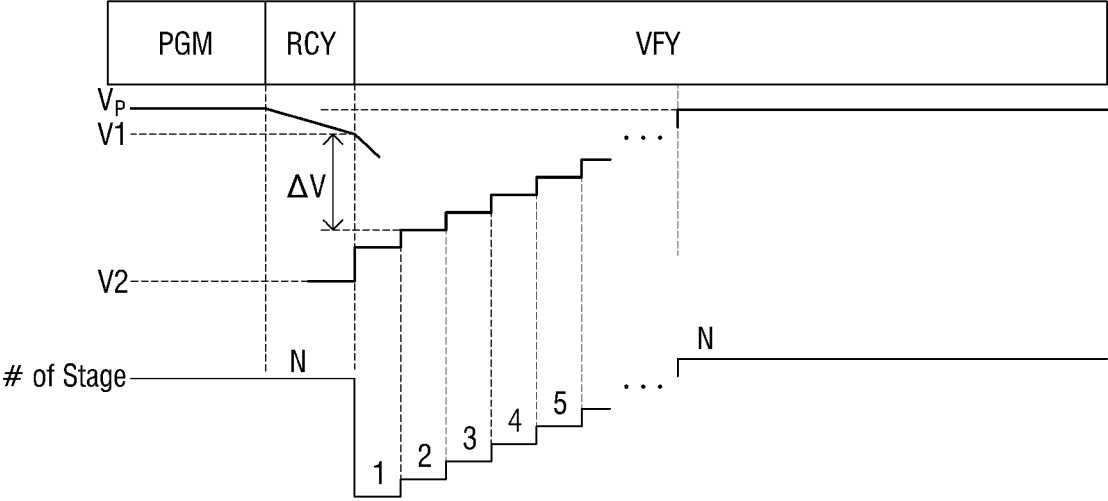 PGM RCY VFY
VP
V1
...
ΔV
V2
N
N
# of Stage
...
5
4
3
2
1